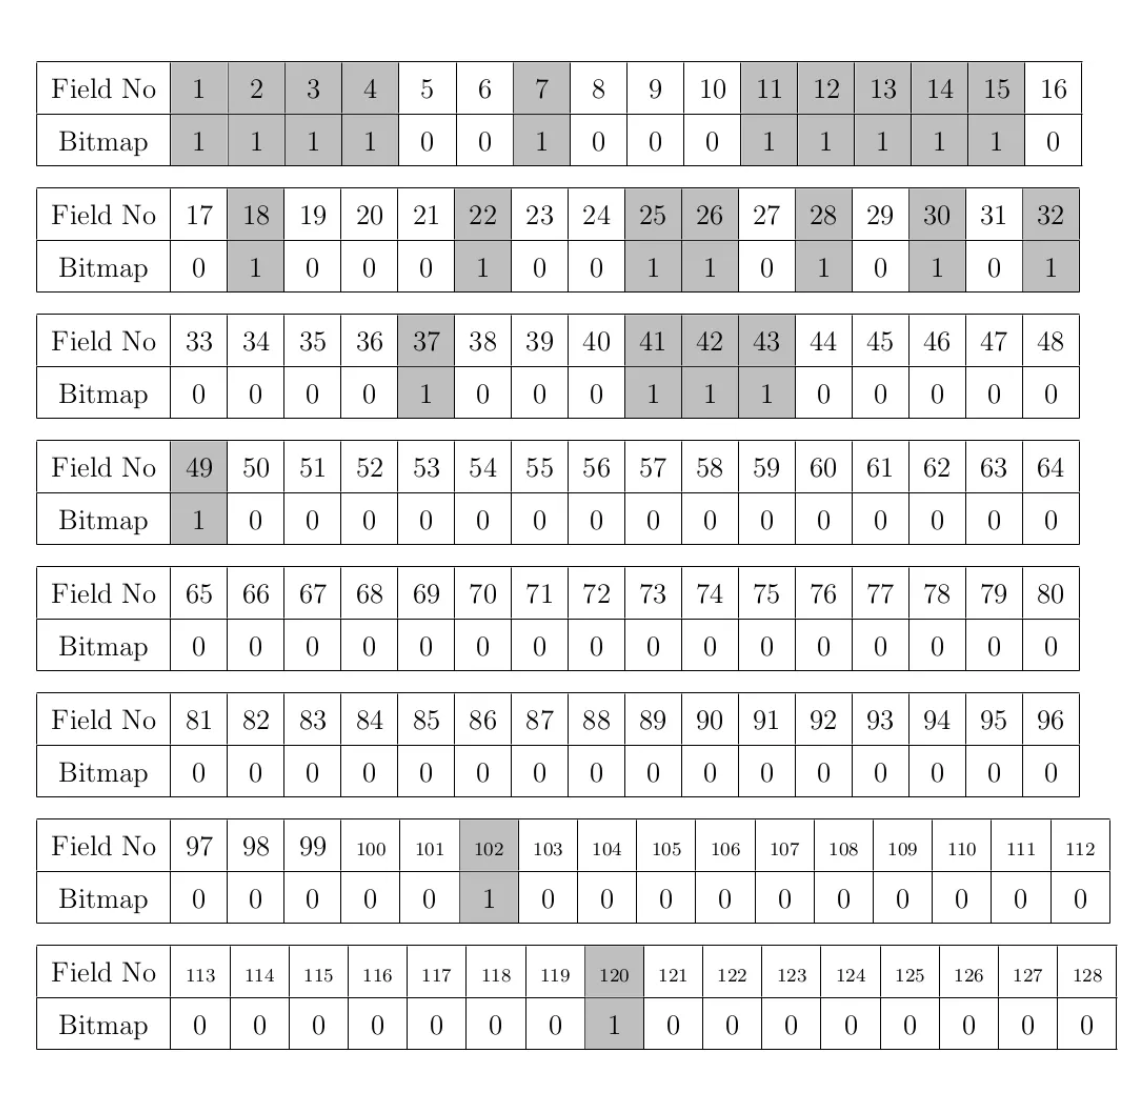 Field No 1 2 3 4 5 6 7 8 9 10 11 12 13 14 15 16
Bitmap 1 1 1 1 0 0 1 0 0 0 1 1 1 1 1 0
Field No 17 18 19 20 21 22 23 24 25 26 27 28 29 30 31 32
Bitmap 0 1 0 0 0 1 0 0 1 1 0 1 0 1 0 1
Field No 33 34 35 36 37 38 39 40 41 42 43 44 45 46 47 48
Bitmap 0 0 0 0 1 0 0 0 1 1 1 0 0 0 0 0
Field No 49 50 51 52 53 54 55 56 57 58 59 60 61 62 63 64
Bitmap 1 0 0 0 0 0 0 0 0 0 0 0 0 0 0 0
Field No 65 66 67 68 69 70 71 72 73 74 75 76 77 78 79 80
Bitmap 0 0 0 0 0 0 0 0 0 0 0 0 0 0 0 0
Field No 81 82 83 84 85 86 87 88 89 90 91 92 93 94 95 96
Bitmap 0 0 0 0 0 0 0 0 0 0 0 0 0 0 0 0
Field No 97 98 99 100 101 102 103 104 105 106 107 108 109 110 111 112
Bitmap 0 0 0 0 0 1 0 0 0 0 0 0 0 0 0 0
Field No 113 114 115 116 117 118 119 120 121 122 123 124 125 126 127 128
Bitmap 0 0 0 0 0 0 0 1 0 0 0 0 0 0 0 0